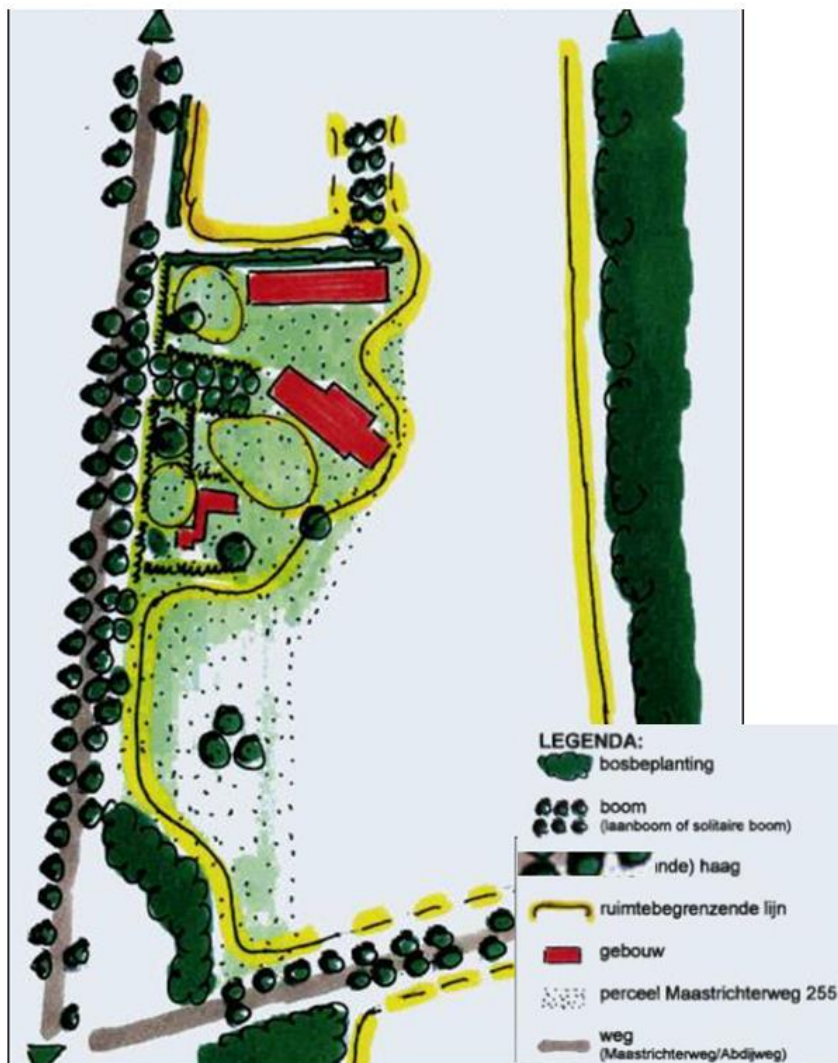 LEGENDA:
bosbeplanting
boom
(laanboom of solitaire boom)
nde) haag
ruimtebegrenzende lijn
gebouw
perceel Maastrichterweg 255
weg
(Maastrichterweg/Abdijweg)